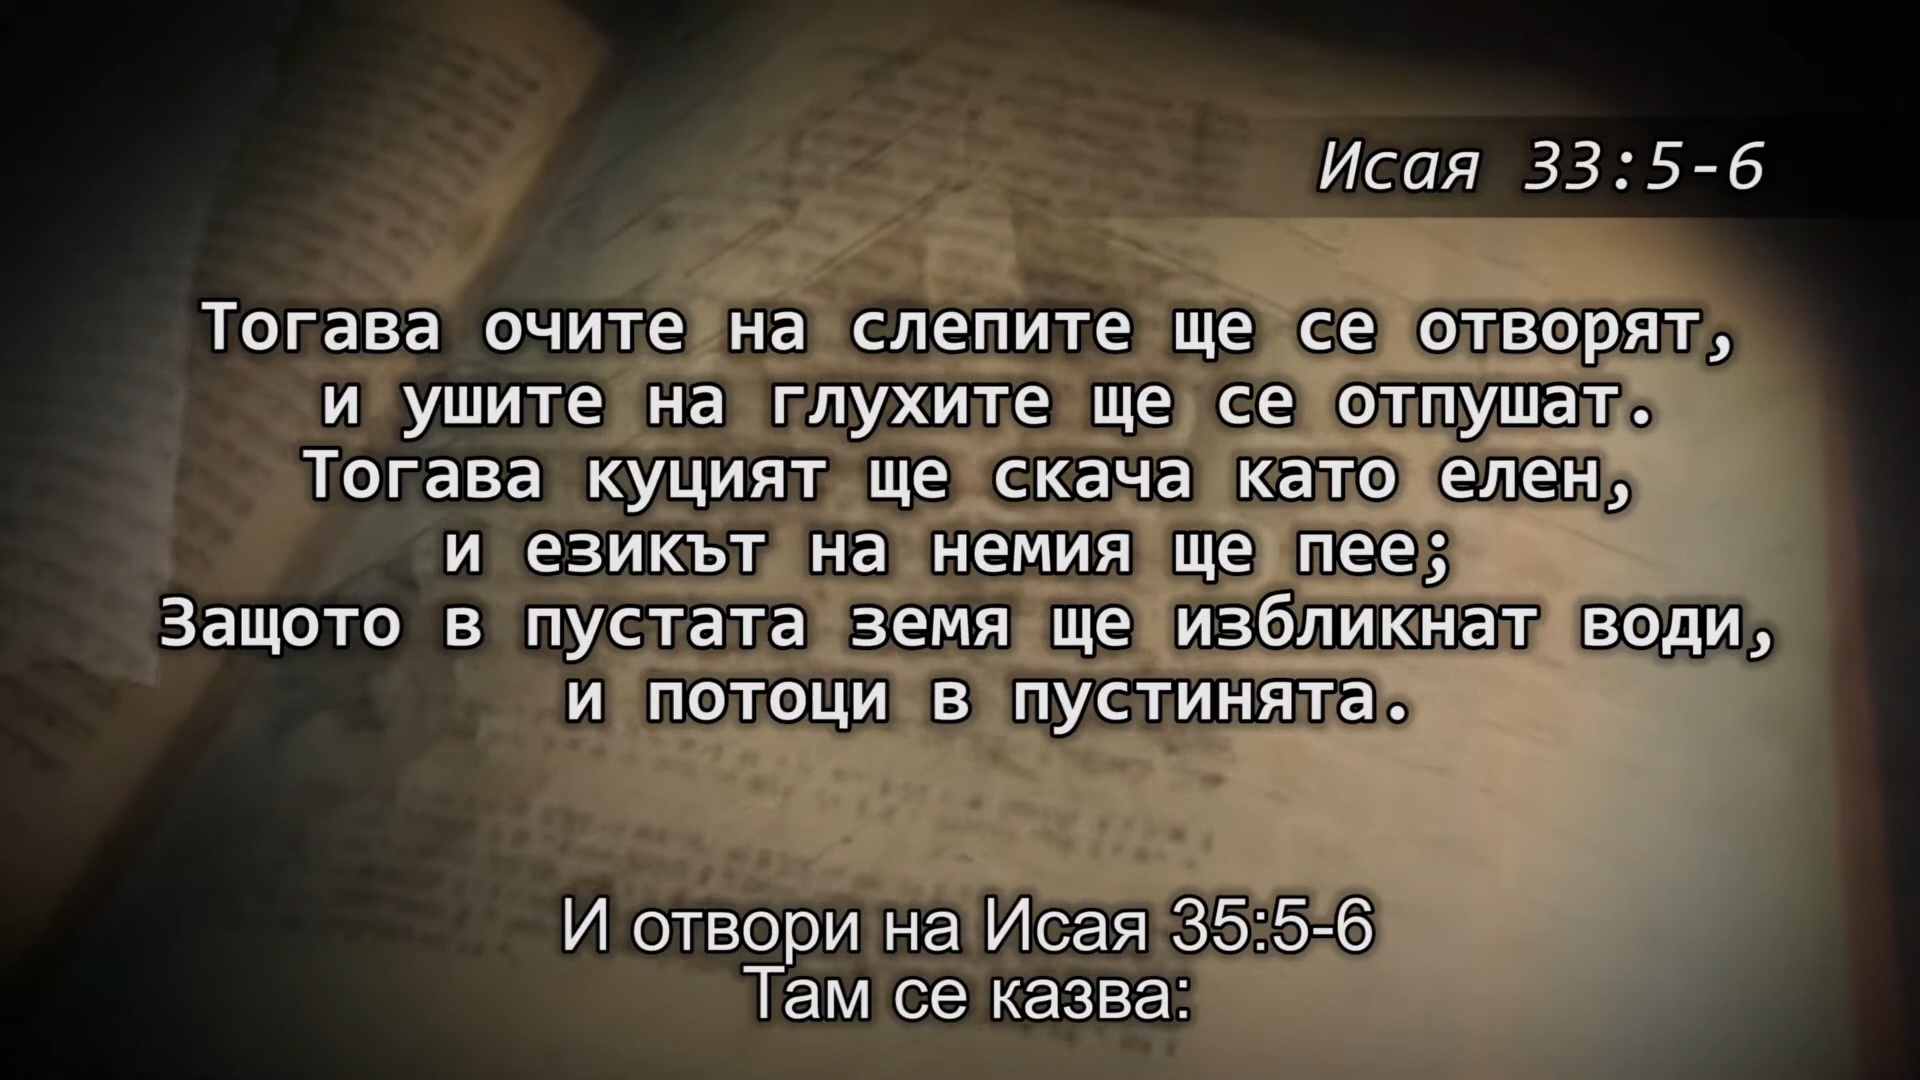 Исая 33:5-6
Тогава очите на слепите ще се отворят,
и ушите на глухите ще се отпушат.
Тогава куцият ще скача като елен,
и езикът на немия ще пее;
Защото в пустата земя ще избликнат води,
и потоци в пустинята.
И отвори на Исая 35:5-6
Там се казва: